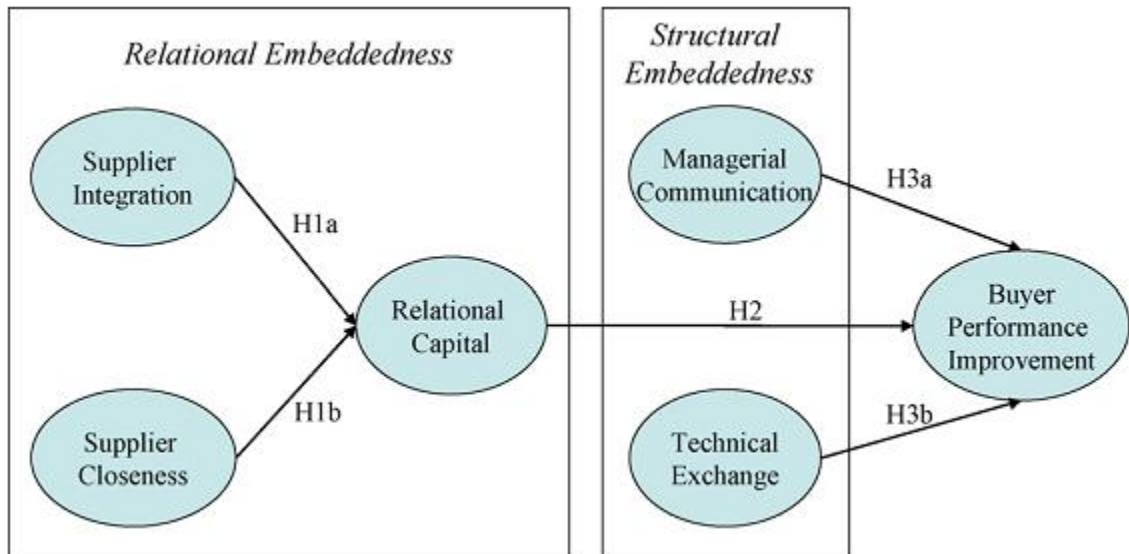 Relational Embeddedness
Supplier
Integration
H1a
Relational
Capital
H1b
Supplier
Closeness
Structural
Embeddedness
Managerial
Communication
H3a
H2
Buyer
Performance
Improvement
H3b
Technical
Exchange